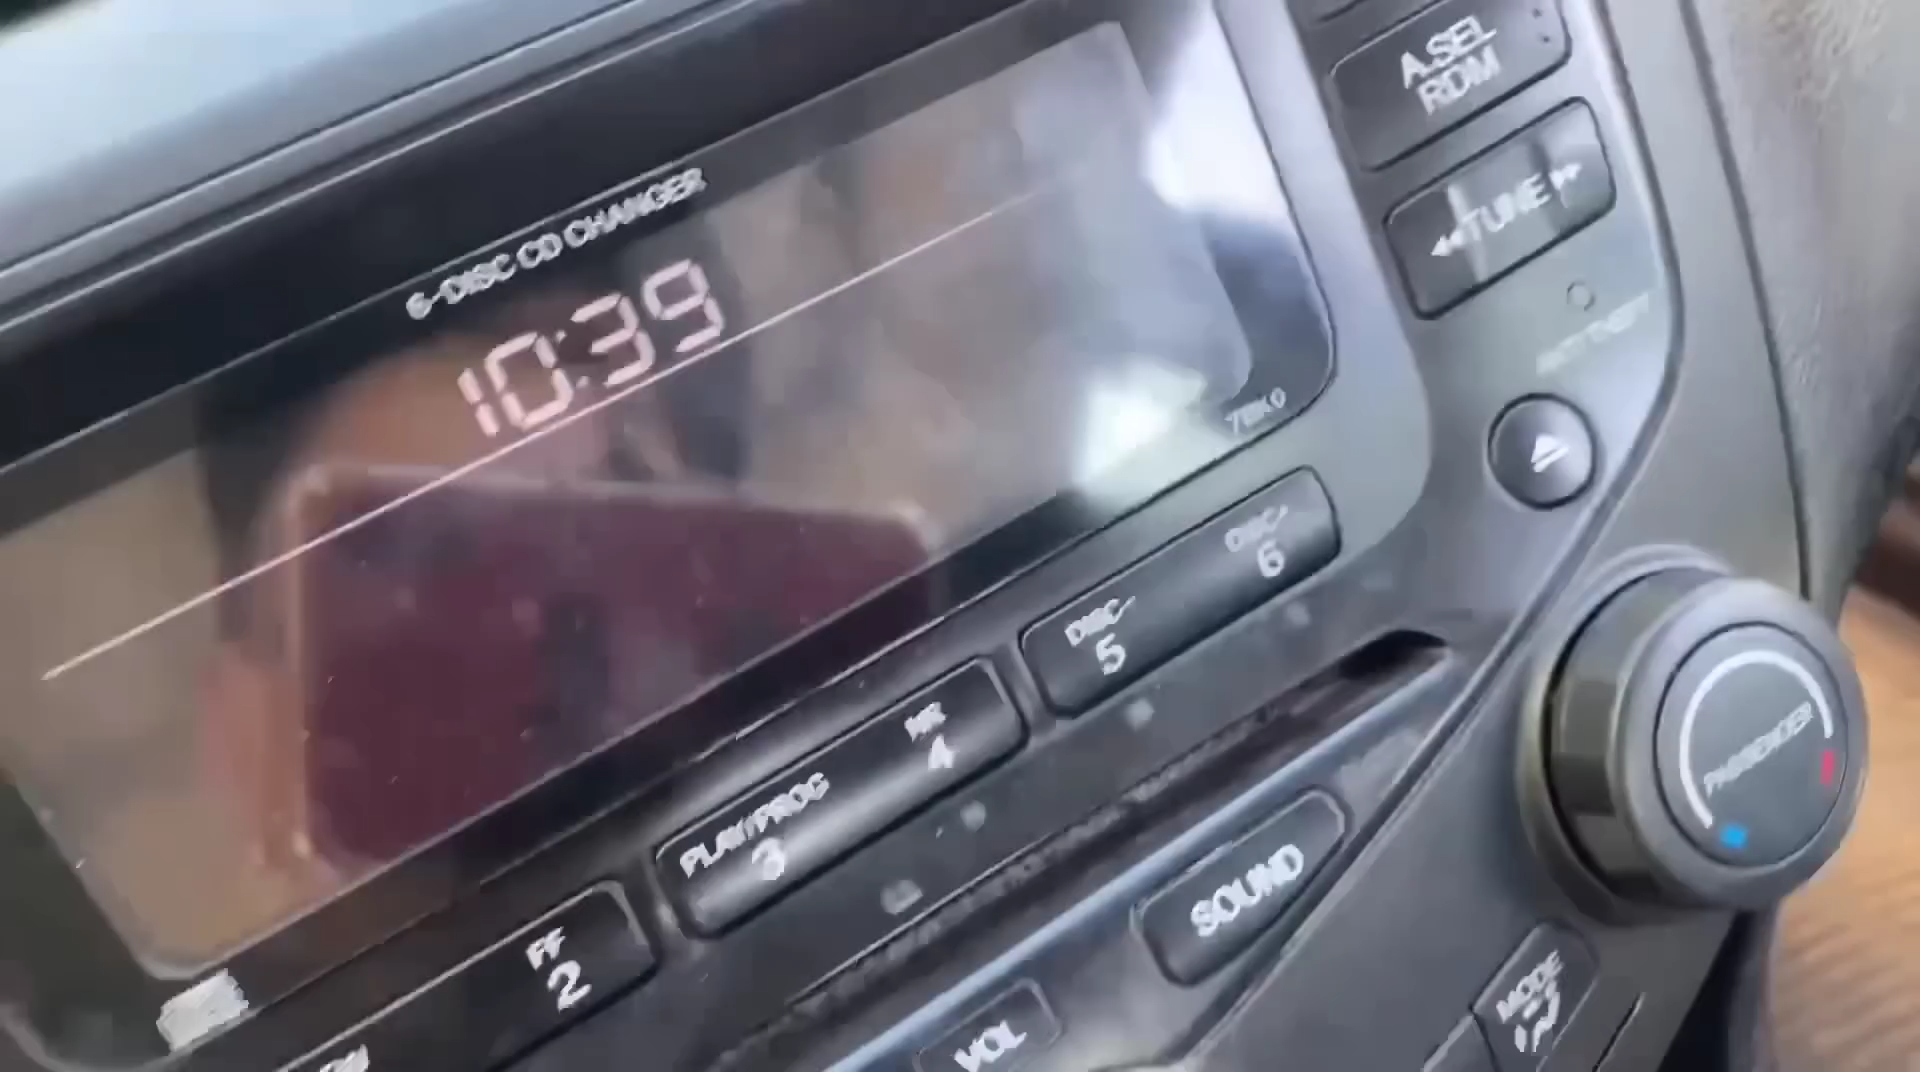 A.SEL
RDM
6-DISC CD CHANGER
TUNE
10:39
DISC
6
DISC
5
4
PLAY/PROG
3
PASSENGER
SOUND
FF
2
MODE
VOL